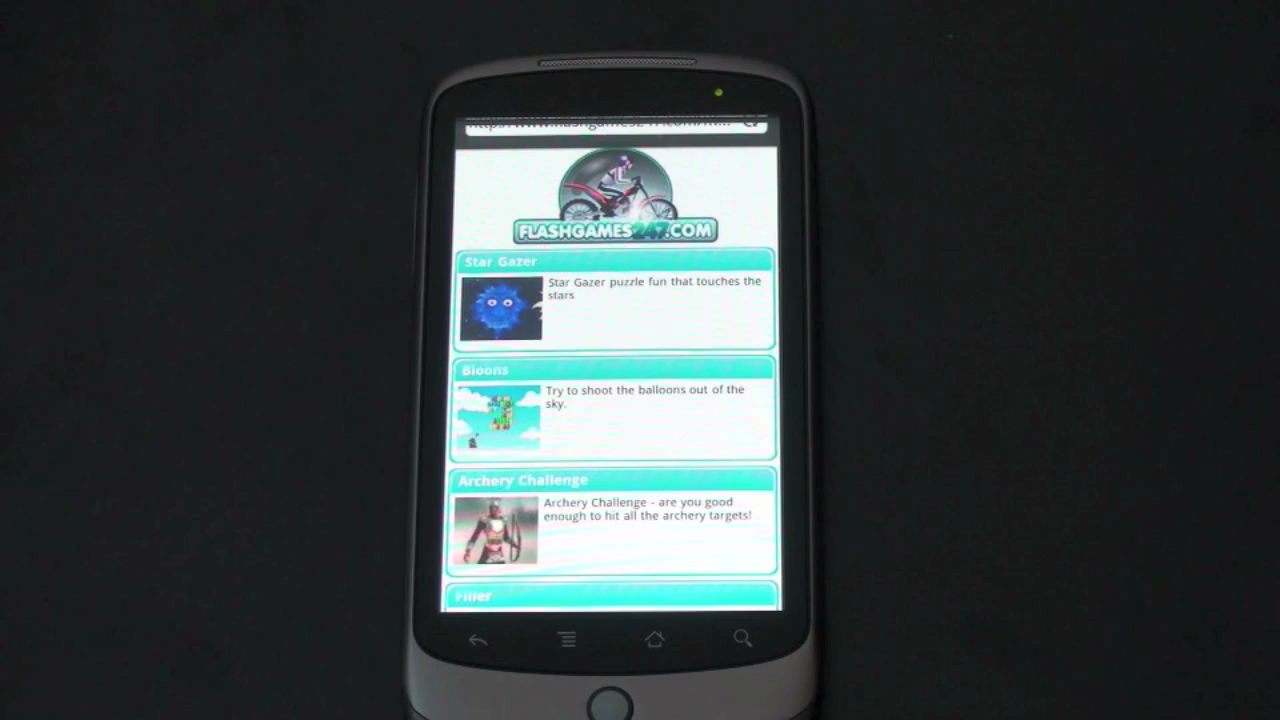 FLASHGAMES247.COM
Star Gazer
Star Gazer puzzle fun that touches the
stars
Bloons
Try to shoot the balloons out of the
sky.
Archery Challenge
Archery Challenge - are you good
enough to hit all the archery targets!
Filler